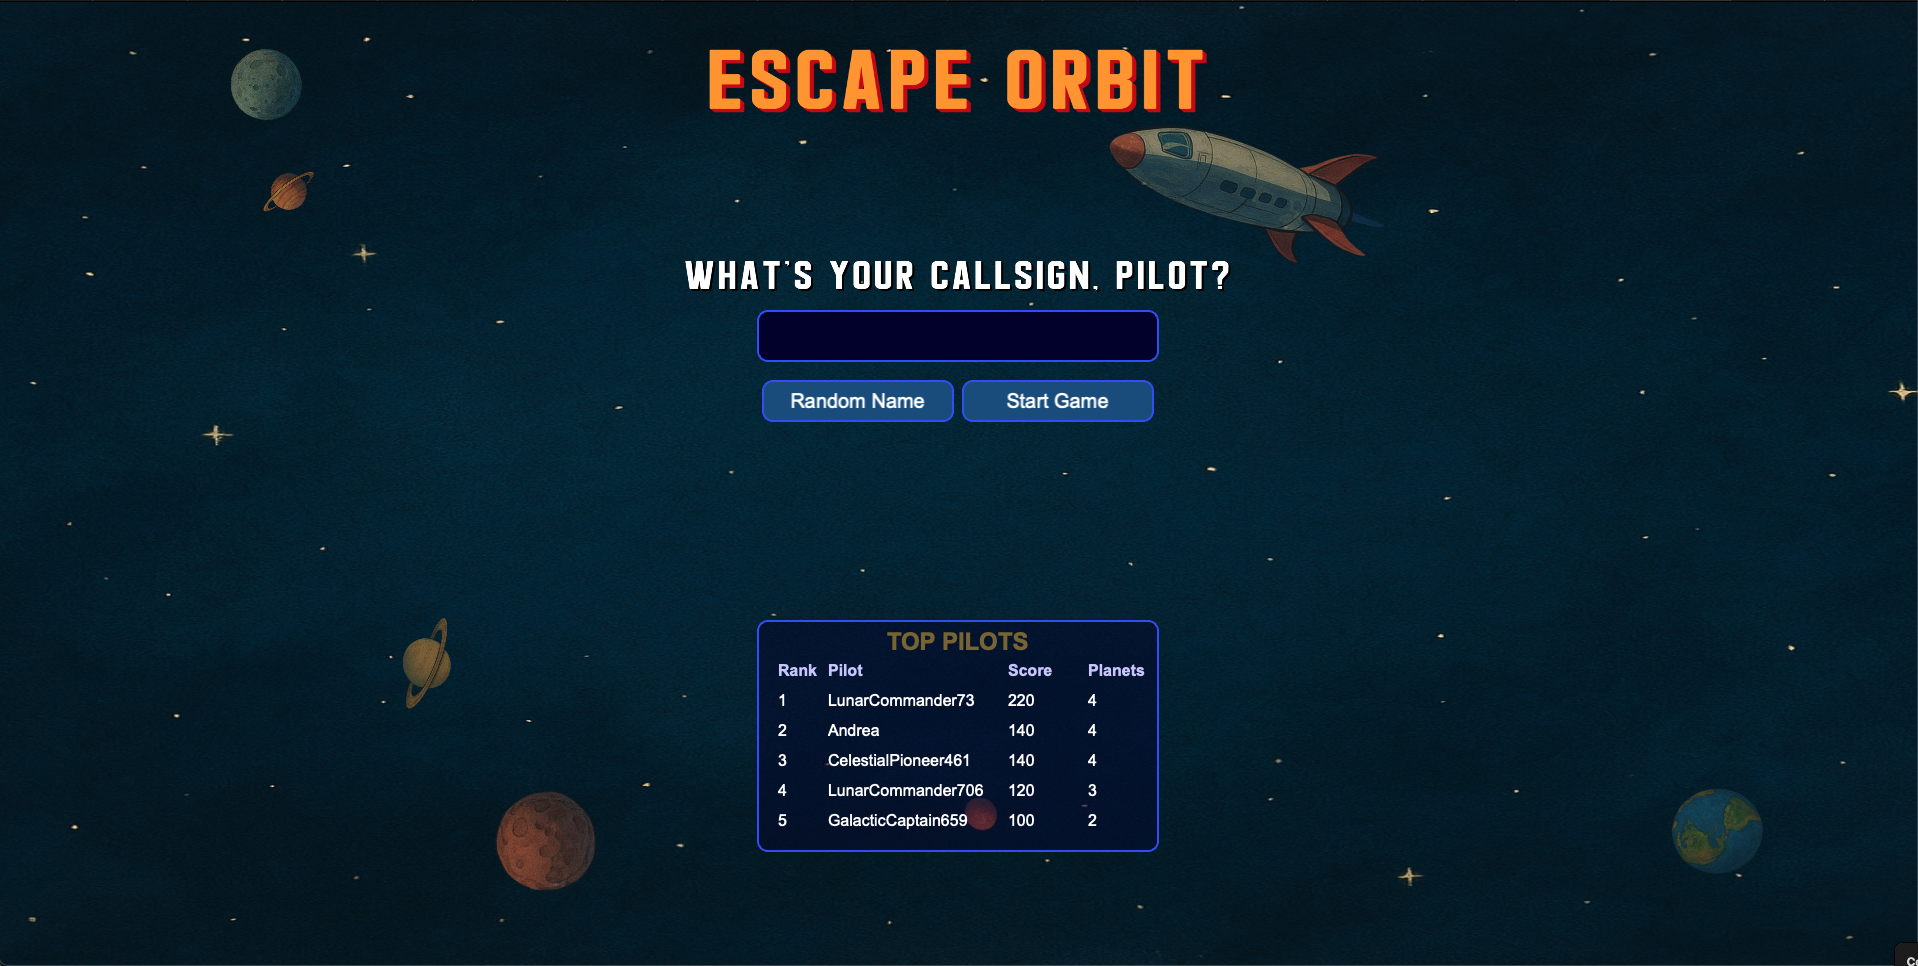 ESCAPE ORBIT
WHAT'S YOUR CALLSIGN, PILOT?
Random Name Start Game
TOP PILOTS
Rank Pilot Score Planets
1 LunarCommander73 220 4
2 Andrea 140 4
3 CelestialPioneer461 140 4
4 LunarCommander706 120 3
5 GalacticCaptain659 100 2